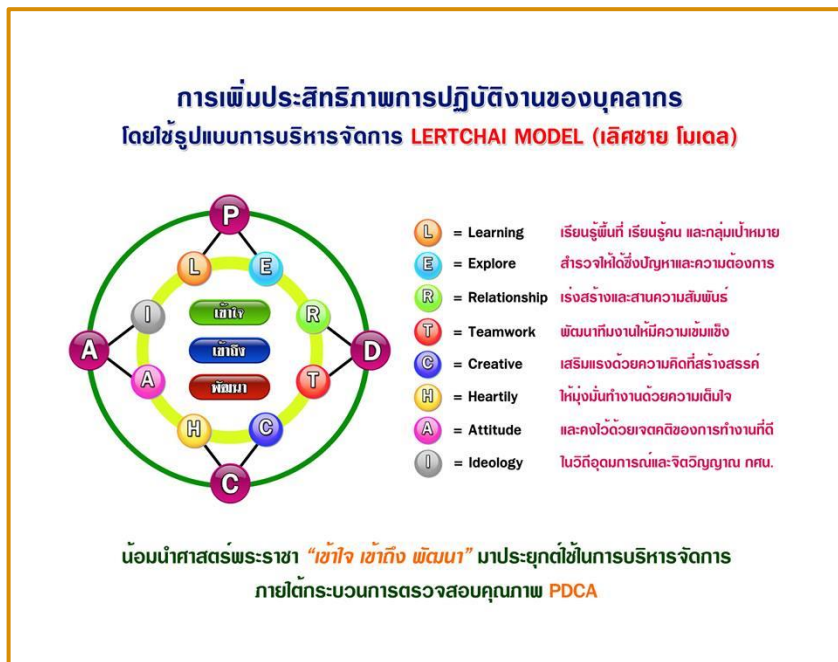 การเพิ่มประสิทธิภาพการปฏิบัติงานของบุคลากร
โดยใช้รูปแบบการบริหารจัดการ LERTCHAI MODEL (เลิศชาย โมเดล)
P
L E
I R
A D
A T
H C
C
เข้าใจ
เข้าถึง
พัฒนา
L = Learning เรียนรู้พื้นที่ เรียนรู้คน และกลุ่มเป้าหมาย
E = Explore สำรวจให้ได้ซึ่งปัญหาและความต้องการ
R = Relationship เร่งสร้างและสานความสัมพันธ์
T = Teamwork พัฒนาทีมงานให้มีความเข้มแข็ง
C = Creative เสริมแรงด้วยความคิดที่สร้างสรรค์
H = Heartily ให้มุ่งมั่นทำงานด้วยความเต็มใจ
A = Attitude และคงไว้ด้วยเจตคติของการทำงานที่ดี
I = Ideology ในวิถีอุดมการณ์และจิตวิญญาณ กศน.
น้อมนำศาสตร์พระราชา "เข้าใจ เข้าถึง พัฒนา" มาประยุกต์ใช้ในการบริหารจัดการ
ภายใต้กระบวนการตรวจสอบคุณภาพ PDCA